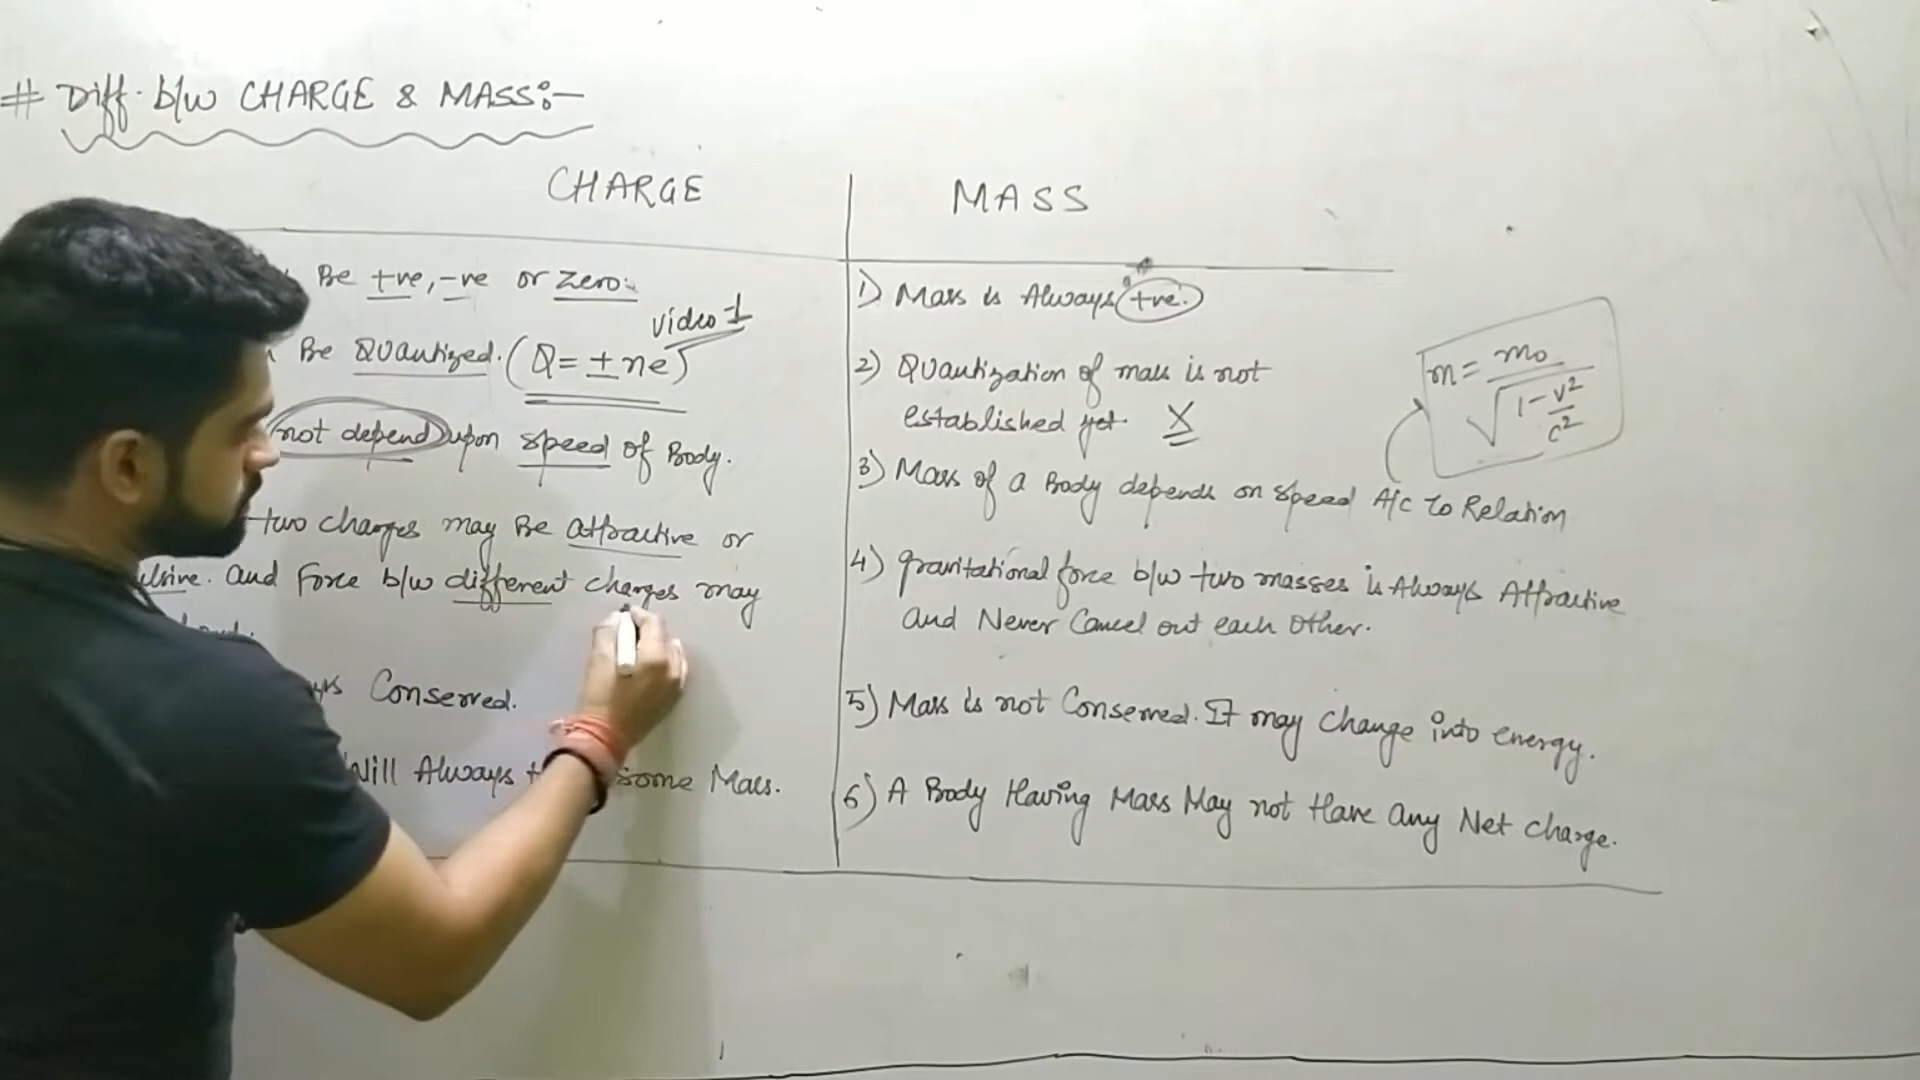 # Diff. b/w CHARGE & MASS:-
CHARGE
Be +ve, -ve or zero.
video 1
Be Quantized. (Q = ± ne)
not depend upon speed of Body.
two charges may Be attractive or
and Force b/w different charges may
Conserved.
Will Always some Mass.
MASS
1) Mass is Always +ve.
2) Quantization of mass is not
established yet. X
3) Mass of a Body depends on speed A/c to Relation
m = m₀ / √(1 - v²/c²)
4) gravitational force b/w two masses is Always Attractive
and Never Cancel out each other.
5) Mass is not Conserved. It may change into energy.
6) A Body Having Mass May not Have Any Net charge.